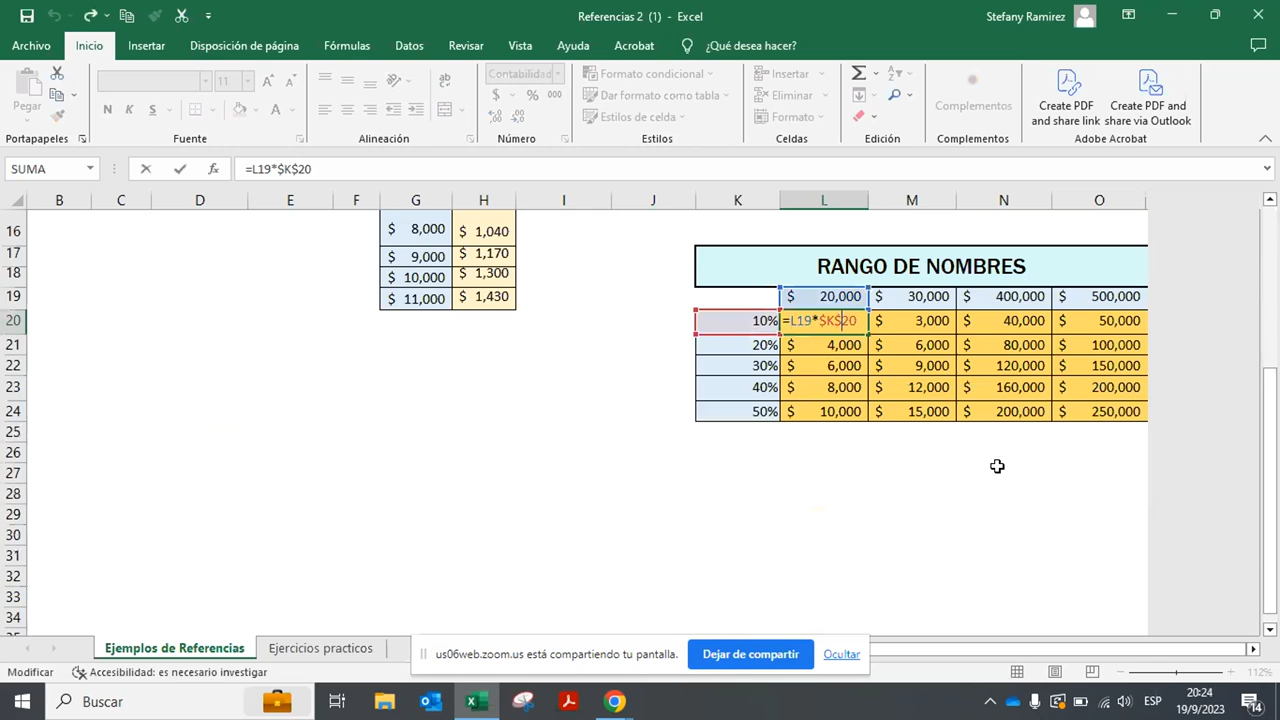 Referencias 2 (1) - Excel
Stefany Ramirez
Archivo Inicio Insertar Disposición de página Fórmulas Datos Revisar Vista Ayuda Acrobat ¿Qué desea hacer?
Pegar
11
N K S
ab
Contabilidad
$ % 000
Formato condicional
Dar formato como tabla
Estilos de celda
Insertar
Eliminar
Formato
Complementos
Create PDF and share link
Create PDF and share via Outlook
Portapapeles Fuente Alineación Número Estilos Celdas Edición Complementos Adobe Acrobat
SUMA fx =L19*$K$20
B C D E F G H I J K L M N O
16 $ 8,000 $ 1,040
17 $ 9,000 $ 1,170 RANGO DE NOMBRES
18 $ 10,000 $ 1,300
19 $ 11,000 $ 1,430 $ 20,000 $ 30,000 $ 400,000 $ 500,000
20 10% =L19*$K$20 $ 3,000 $ 40,000 $ 50,000
21 20% $ 4,000 $ 6,000 $ 80,000 $ 100,000
22 30% $ 6,000 $ 9,000 $ 120,000 $ 150,000
23 40% $ 8,000 $ 12,000 $ 160,000 $ 200,000
24 50% $ 10,000 $ 15,000 $ 200,000 $ 250,000
25
26
27
28
29
30
31
32
33
34
Ejemplos de Referencias Ejercicios practicos
us06web.zoom.us está compartiendo tu pantalla. Dejar de compartir Ocultar
Modificar Accesibilidad: es necesario investigar 112%
Buscar
ESP
20:24
19/9/2023
14